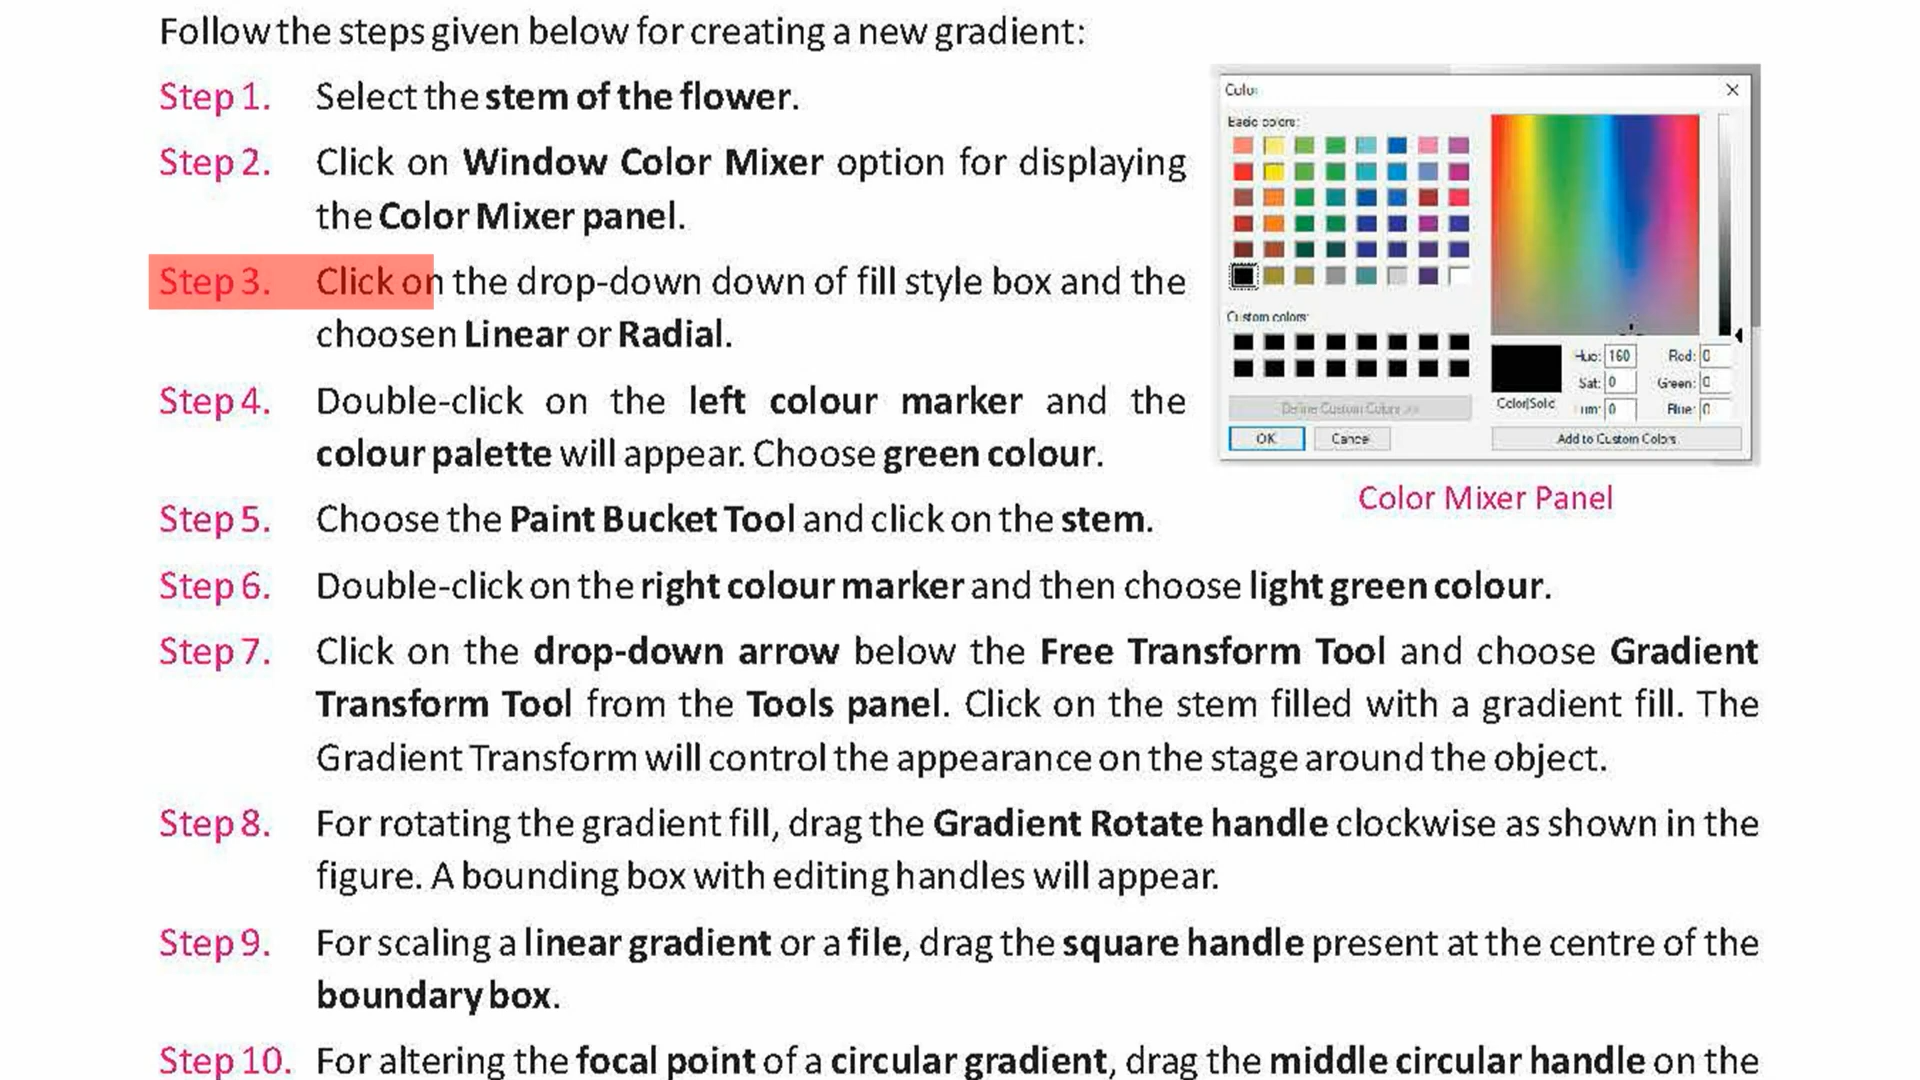 Follow the steps given below for creating a new gradient:
Step 1. Select the stem of the flower.
Step 2. Click on Window Color Mixer option for displaying
the Color Mixer panel.
Step 3. Click on the drop-down down of fill style box and the
choosen Linear or Radial.
Step 4. Double-click on the left colour marker and the
colour palette will appear. Choose green colour.
Step 5. Choose the Paint Bucket Tool and click on the stem.
Step 6. Double-click on the right colour marker and then choose light green colour.
Step 7. Click on the drop-down arrow below the Free Transform Tool and choose Gradient
Transform Tool from the Tools panel. Click on the stem filled with a gradient fill. The
Gradient Transform will control the appearance on the stage around the object.
Step 8. For rotating the gradient fill, drag the Gradient Rotate handle clockwise as shown in the
figure. A bounding box with editing handles will appear.
Step 9. For scaling a linear gradient or a file, drag the square handle present at the centre of the
boundary box.
Step 10. For altering the focal point of a circular gradient, drag the middle circular handle on the
Color
Basic colors:
Custom colors:
Hue: 160 Red: 0
Sat: 0 Green: 0
Color|Solid
Lum: 0 Blue: 0
Define Custom Colors >>
OK Cancel
Add to Custom Colors
Color Mixer Panel